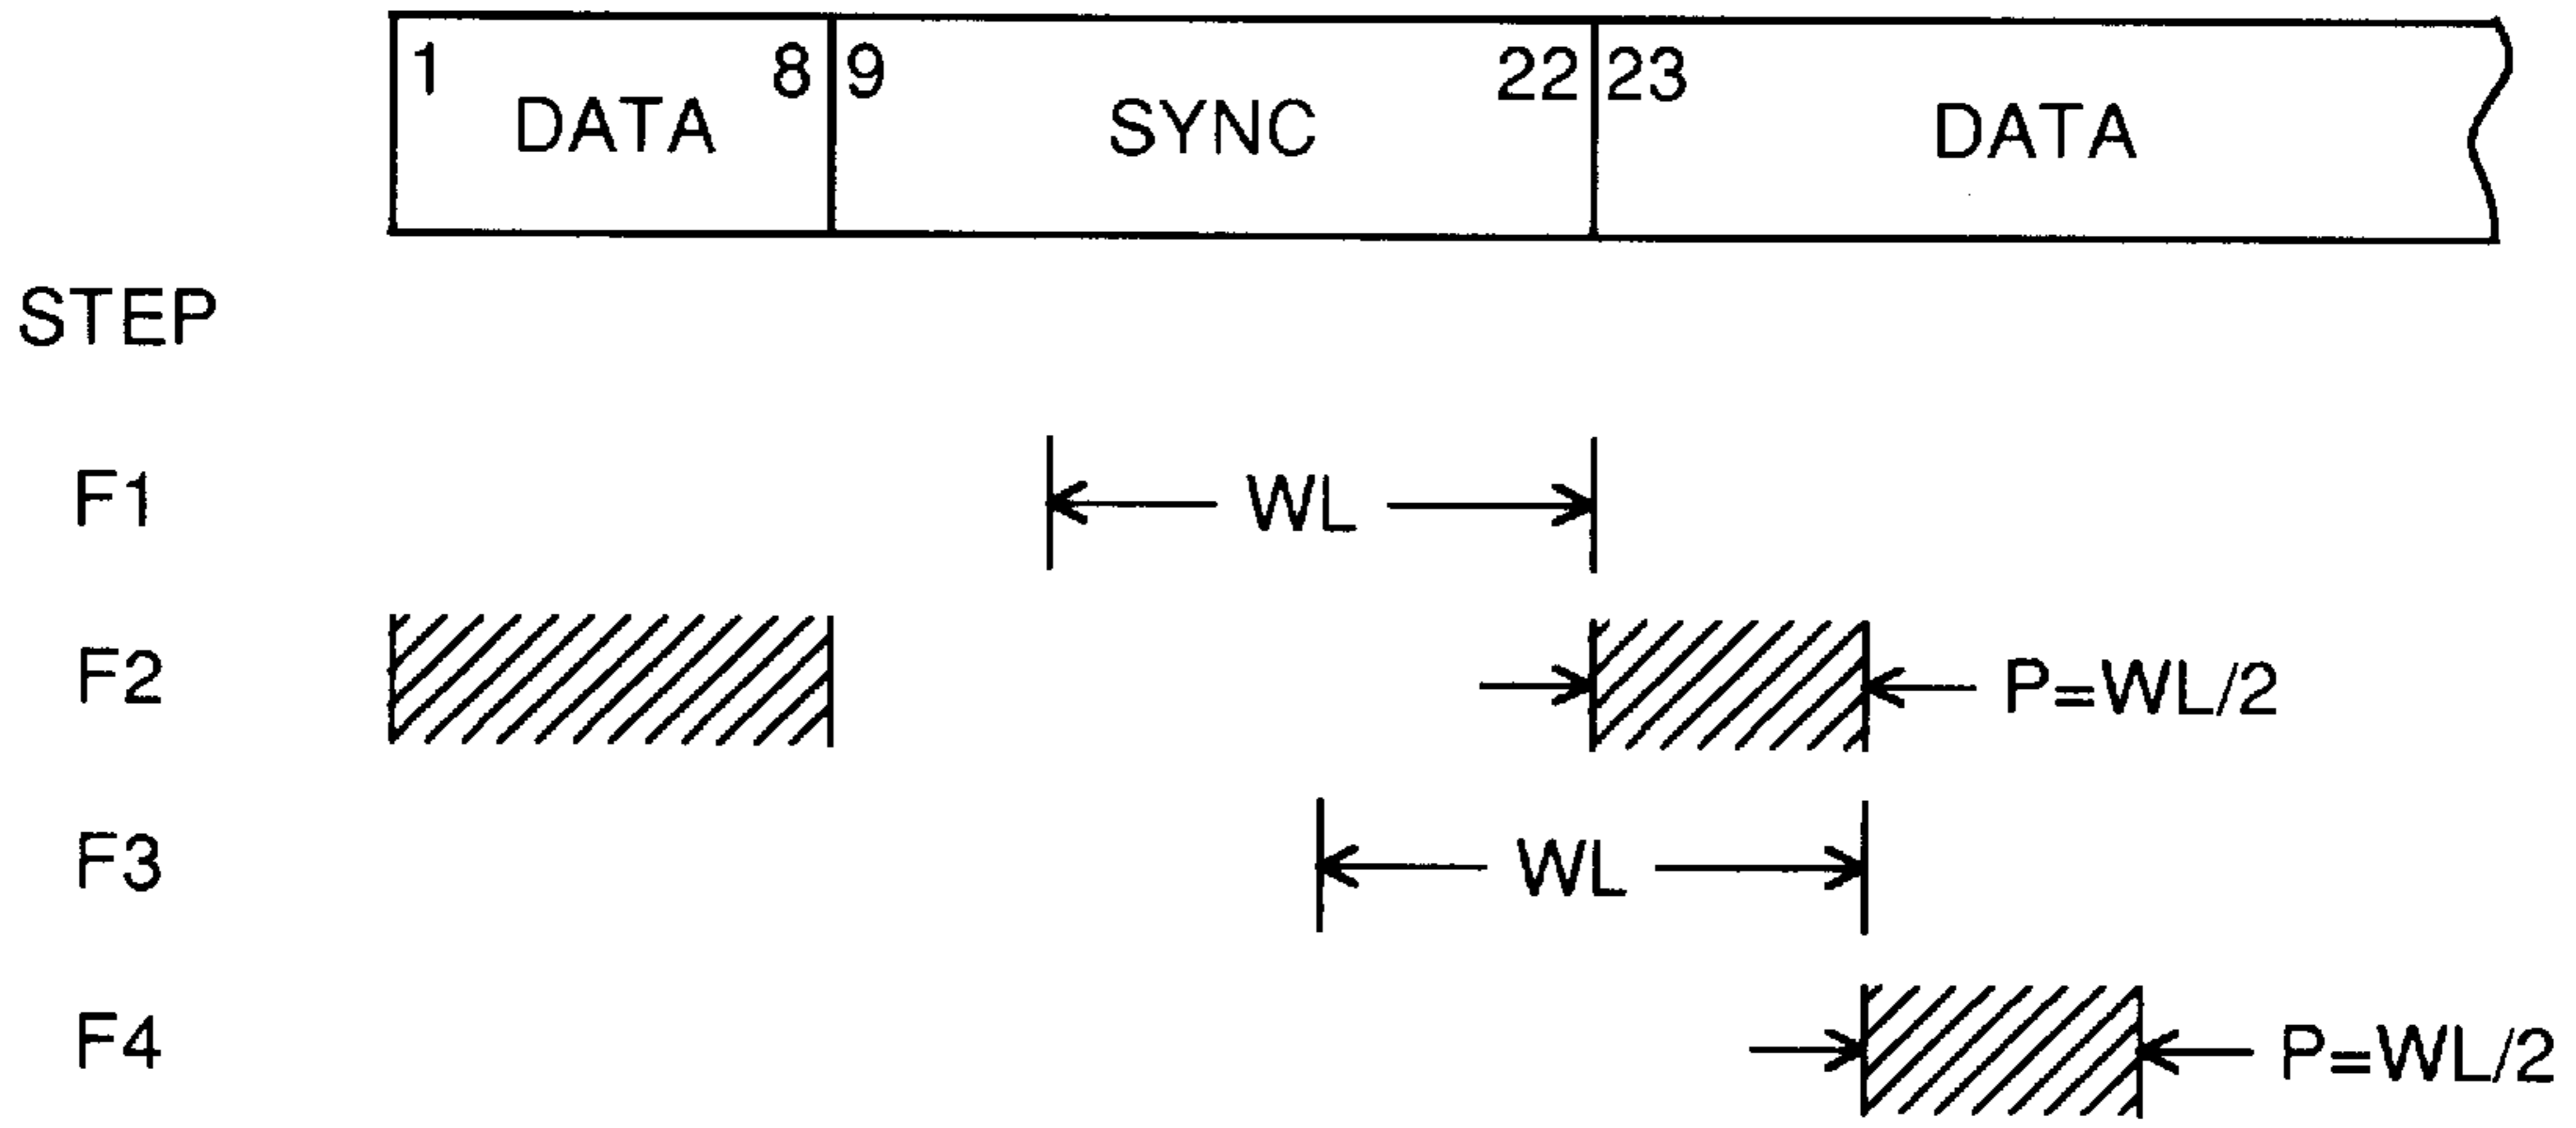 1 8 9 22 23
DATA SYNC DATA
STEP
F1 WL
F2 P=WL/2
F3 WL
F4 P=WL/2